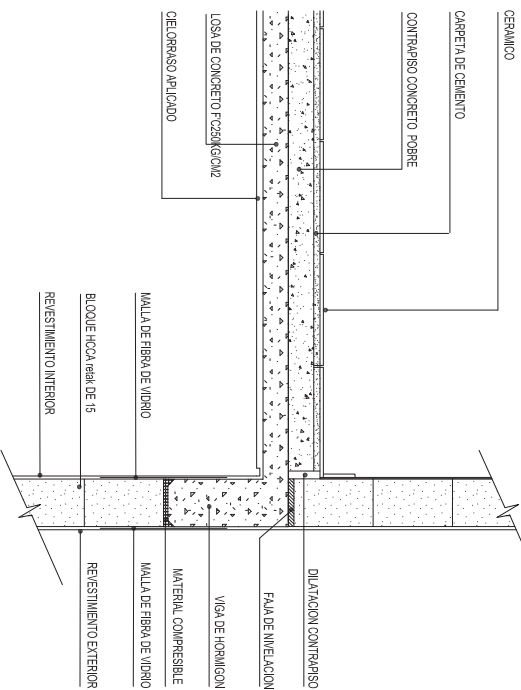 CERAMICO
CARPETA DE CEMENTO
CONTRAPISO CONCRETO POBRE
LOSA DE CONCRETO F'C250KG/CM2
CIELORRASO APLICADO
MALLA DE FIBRA DE VIDRIO
BLOQUE HCCA retak DE 15
REVESTIMIENTO INTERIOR
DILATACION CONTRAPISO
FAJA DE NIVELACION
VIGA DE HORMIGON
MATERIAL COMPRESIBLE
MALLA DE FIBRA DE VIDRIO
REVESTIMIENTO EXTERIOR